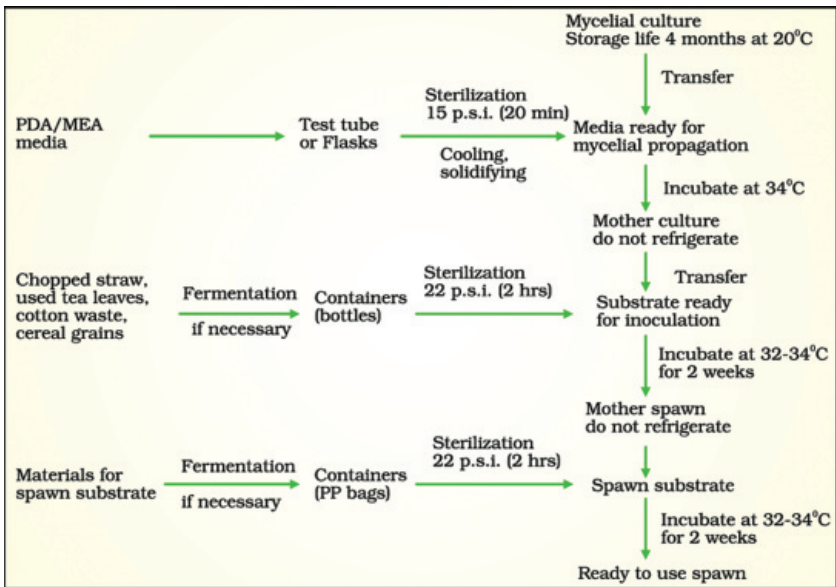 Mycelial culture
Storage life 4 months at 20⁰C
Transfer
PDA/MEA
media
Test tube
or Flasks
Sterilization
15 p.s.i. (20 min)
Cooling,
solidifying
Media ready for
mycelial propagation
Incubate at 34⁰C
Mother culture
do not refrigerate
Transfer
Chopped straw,
used tea leaves,
cotton waste,
cereal grains
Fermentation
if necessary
Containers
(bottles)
Sterilization
22 p.s.i. (2 hrs)
Substrate ready
for inoculation
Incubate at 32-34⁰C
for 2 weeks
Mother spawn
do not refrigerate
Materials for
spawn substrate
Fermentation
if necessary
Containers
(PP bags)
Sterilization
22 p.s.i. (2 hrs)
Spawn substrate
Incubate at 32-34⁰C
for 2 weeks
Ready to use spawn